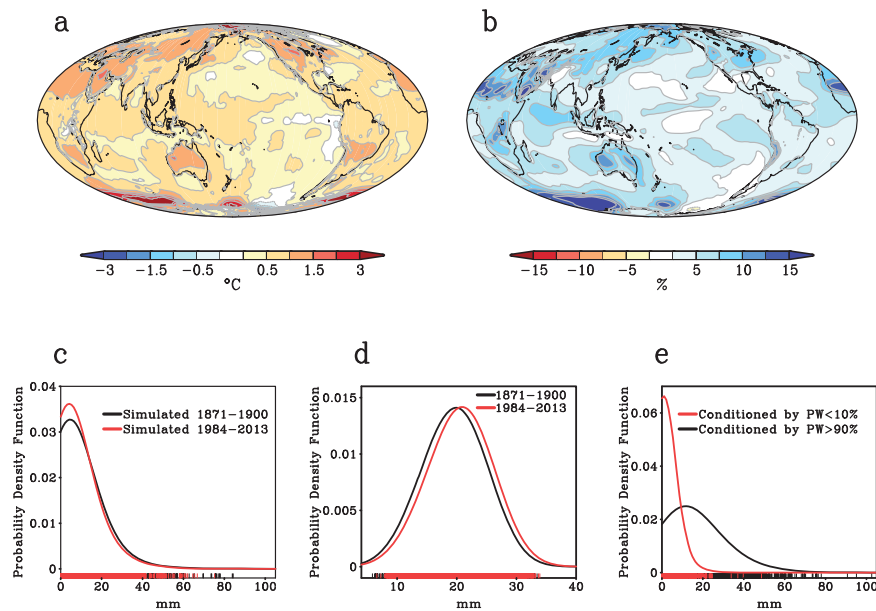 a
b
−3 −1.5 −0.5 0.5 1.5 3
°C
−15 −10 −5 5 10 15
%
c
d
e
Probability Density Function
0.04
0.03
0.02
0.01
0
Simulated 1871−1900
Simulated 1984−2013
0 20 40 60 80 100
mm
Probability Density Function
0.015
0.01
0.005
0
1871−1900
1984−2013
10 20 30 40
mm
Probability Density Function
0.06
0.04
0.02
0
Conditioned by PW<10%
Conditioned by PW>90%
0 20 40 60 80 100
mm